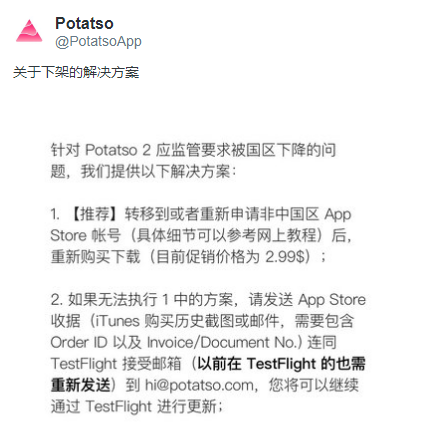 Potatso
@PotatsoApp
关于下架的解决方案
针对 Potatso 2 应监管要求被国区下降的问
题，我们提供以下解决方案：
1. 【推荐】转移到或者重新申请非中国区 App
Store 帐号（具体细节可以参考网上教程）后，
重新购买下载（目前促销价格为 2.99$）；
2. 如果无法执行 1 中的方案，请发送 App Store
收据（iTunes 购买历史截图或邮件，需要包含
Order ID 以及 Invoice/Document No.) 连同
TestFlight 接受邮箱（以前在 TestFlight 的也需
重新发送）到 hi@potatso.com，您将可以继续
通过 TestFlight 进行更新；